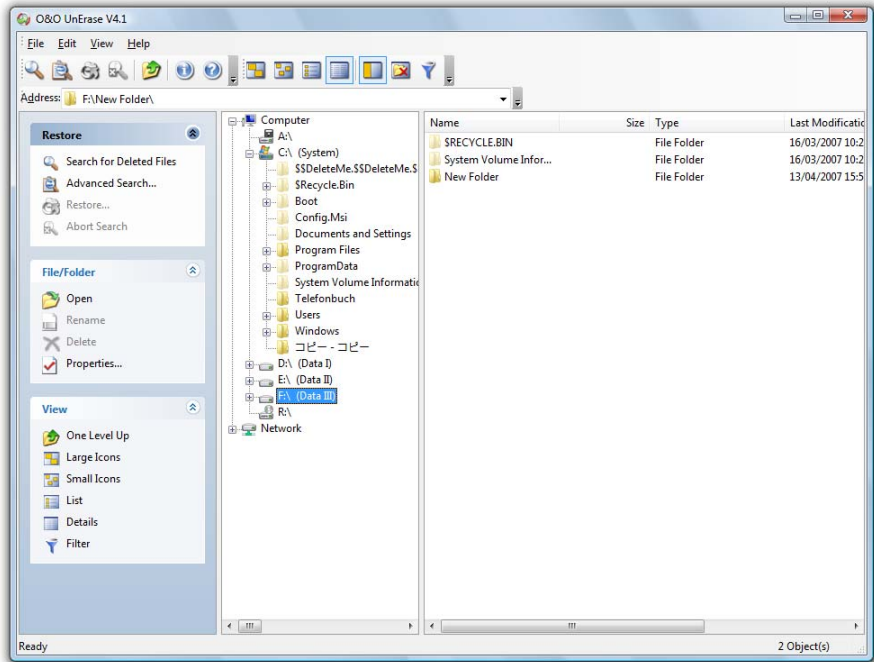 O&O UnErase V4.1
File Edit View Help
Address: F:\New Folder\
Restore
Search for Deleted Files
Advanced Search...
Restore...
Abort Search
File/Folder
Open
Rename
Delete
Properties...
View
One Level Up
Large Icons
Small Icons
List
Details
Filter
Computer
A:\
C:\ (System)
$$DeleteMe.$$DeleteMe.$
$Recycle.Bin
Boot
Config.Msi
Documents and Settings
Program Files
ProgramData
System Volume Informatic
Telefonbuch
Users
Windows
コピー - コピー
D:\ (Data I)
E:\ (Data II)
F:\ (Data III)
R:\
Network
Name Size Type Last Modificatio
$RECYCLE.BIN File Folder 16/03/2007 10:2
System Volume Infor... File Folder 16/03/2007 10:2
New Folder File Folder 13/04/2007 15:5
Ready 2 Object(s)